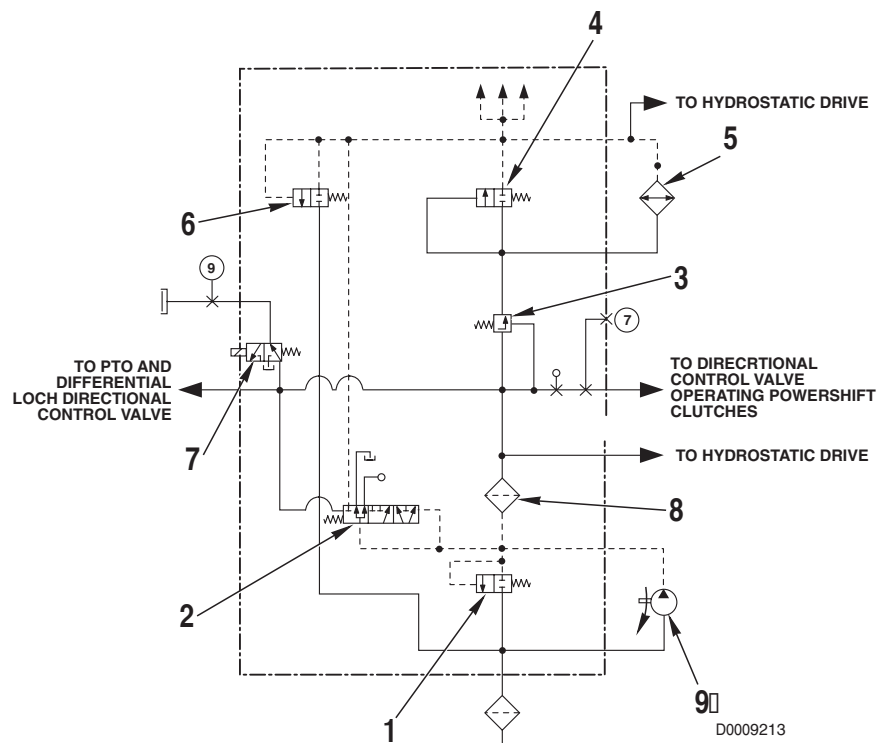 4
TO HYDROSTATIC DRIVE
5
6
9
3
7
TO PTO AND
DIFFERENTIAL
LOCH DIRECTIONAL
CONTROL VALVE
TO DIRECRTIONAL
CONTROL VALVE
OPERATING POWERSHIFT
CLUTCHES
7
TO HYDROSTATIC DRIVE
8
2
1
9▯
D0009213